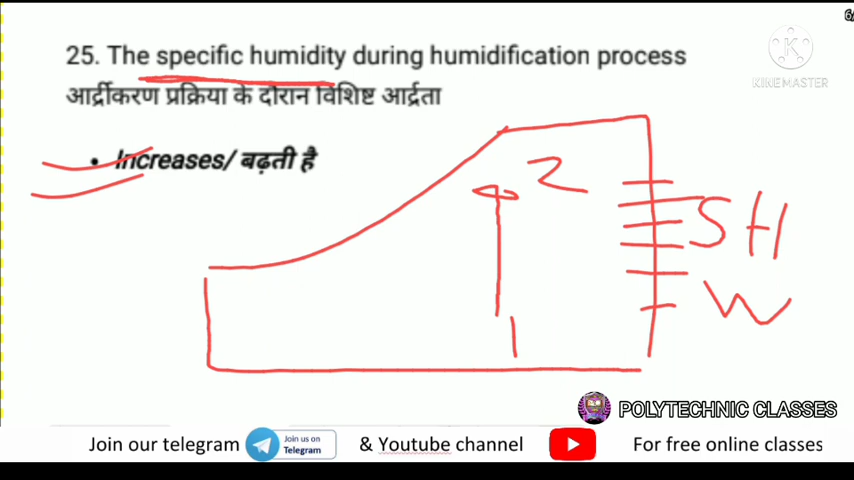 6
KINEMASTER
25. The specific humidity during humidification process
आर्द्रीकरण प्रक्रिया के दौरान विशिष्ट आर्द्रता
• Increases/ बढ़ती है
2
SH
W
1
POLYTECHNIC CLASSES
Join our telegram Join us on Telegram & Youtube channel For free online classes